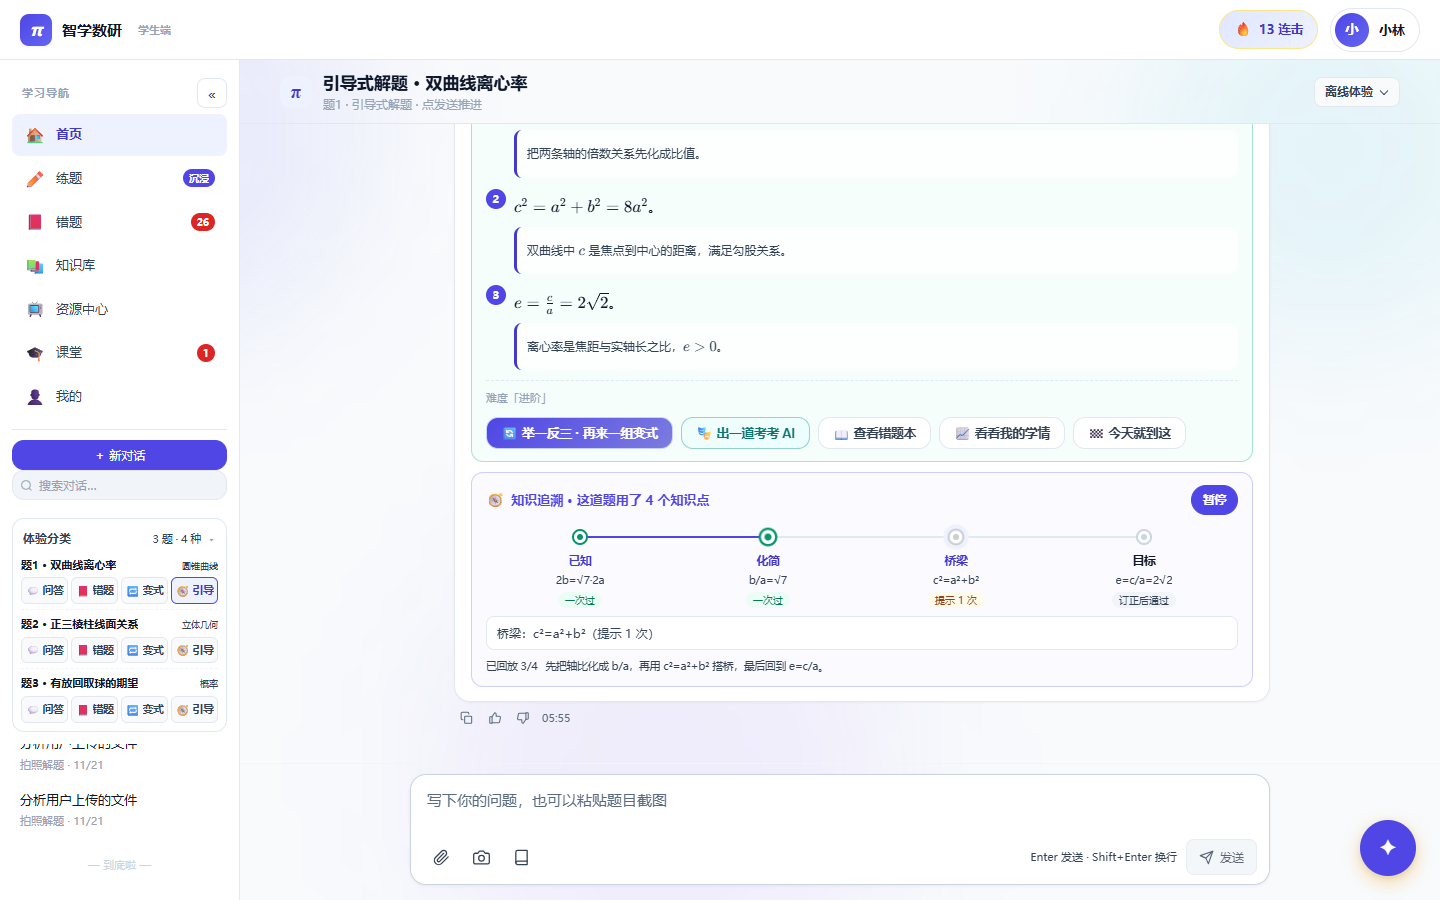 π 智学数研 学生端
🔥 13 连击
小 小林
学习导航 «
首页
练题 沉浸
错题 26
知识库
资源中心
课堂 1
我的
+ 新对话
搜索对话...
体验分类 3 题 · 4 种
题1 • 双曲线离心率 圆锥曲线
问答 错题 变式 引导
题2 • 正三棱柱线面关系 立体几何
问答 错题 变式 引导
题3 • 有放回取球的期望 概率
问答 错题 变式 引导
分析用户上传的文件
拍照解题 · 11/21
分析用户上传的文件
拍照解题 · 11/21
— 到底啦 —
π 引导式解题 • 双曲线离心率
题1 · 引导式解题 · 点发送推进
离线体验
把两条轴的倍数关系先化成比值。
2 c² = a² + b² = 8a²。
双曲线中 c 是焦点到中心的距离，满足勾股关系。
3 e = c/a = 2√2。
离心率是焦距与实轴长之比，e > 0。
难度「进阶」
举一反三 · 再来一组变式 出一道考考 AI 查看错题本 看看我的学情 今天就到这
知识追溯 • 这道题用了 4 个知识点 暂停
已知 化简 桥梁 目标
2b=√7·2a b/a=√7 c²=a²+b² e=c/a=2√2
一次过 一次过 提示 1 次 订正后通过
桥梁：c²=a²+b²（提示 1 次）
已回放 3/4 先把轴比化成 b/a，再用 c²=a²+b² 搭桥，最后回到 e=c/a。
05:55
写下你的问题，也可以粘贴题目截图
Enter 发送 · Shift+Enter 换行 发送